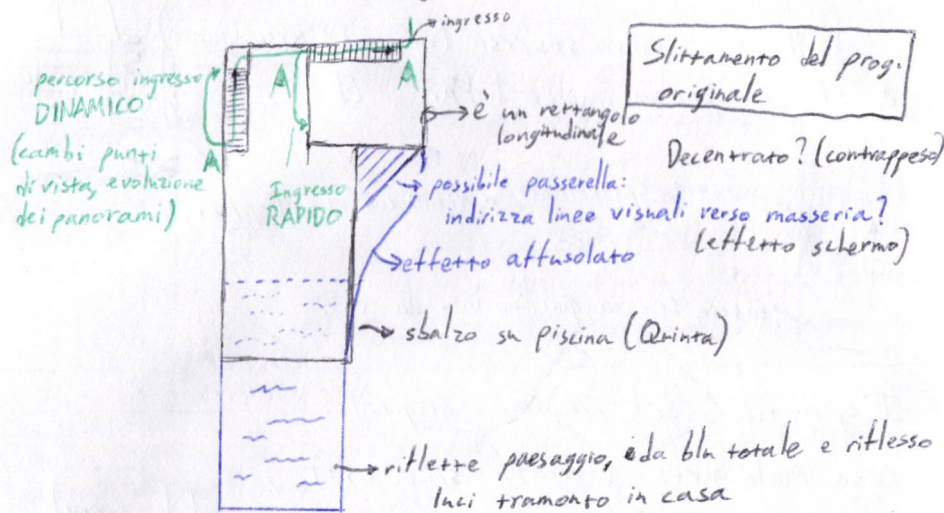 ingresso
percorso ingresso
DINAMICO
(cambi punti
di vista, evoluzione
dei panorami)
A
A
A
Ingresso
RAPIDO
è un rettangolo
longitudinale
Slittamento del prog.
originale
Decentrato? (contrappeso)
possibile passerella:
indirizza linee visuali verso masseria?
(effetto schermo)
effetto affusolato
sbalzo su piscina (Quinta)
riflette paesaggio, da blu totale e riflesso
luci tramonto in casa